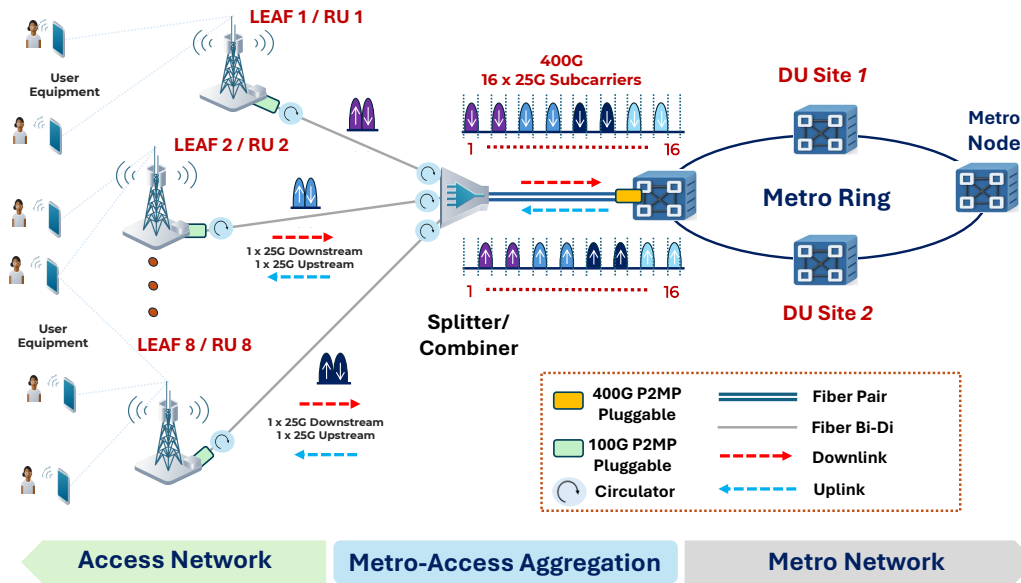 LEAF 1 / RU 1
User
Equipment
LEAF 2 / RU 2
1 x 25G Downstream
1 x 25G Upstream
User
Equipment
LEAF 8 / RU 8
1 x 25G Downstream
1 x 25G Upstream
400G
16 x 25G Subcarriers
1
16
1
16
Splitter/
Combiner
DU Site 1
Metro
Node
Metro Ring
DU Site 2
400G P2MP
Pluggable
Fiber Pair
Fiber Bi-Di
100G P2MP
Pluggable
Downlink
Circulator
Uplink
Access Network
Metro-Access Aggregation
Metro Network